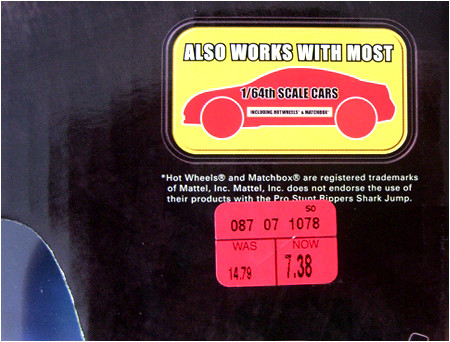 ALSO WORKS WITH MOST
1/64th SCALE CARS
INCLUDING HOTWHEELS* & MATCHBOX*
*Hot Wheels® and Matchbox® are registered trademarks
of Mattel, Inc. Mattel, Inc. does not endorse the use of
their products with the Pro Stunt Rippers Shark Jump.
SO
087 07 1078
WAS NOW
14.79 7.38